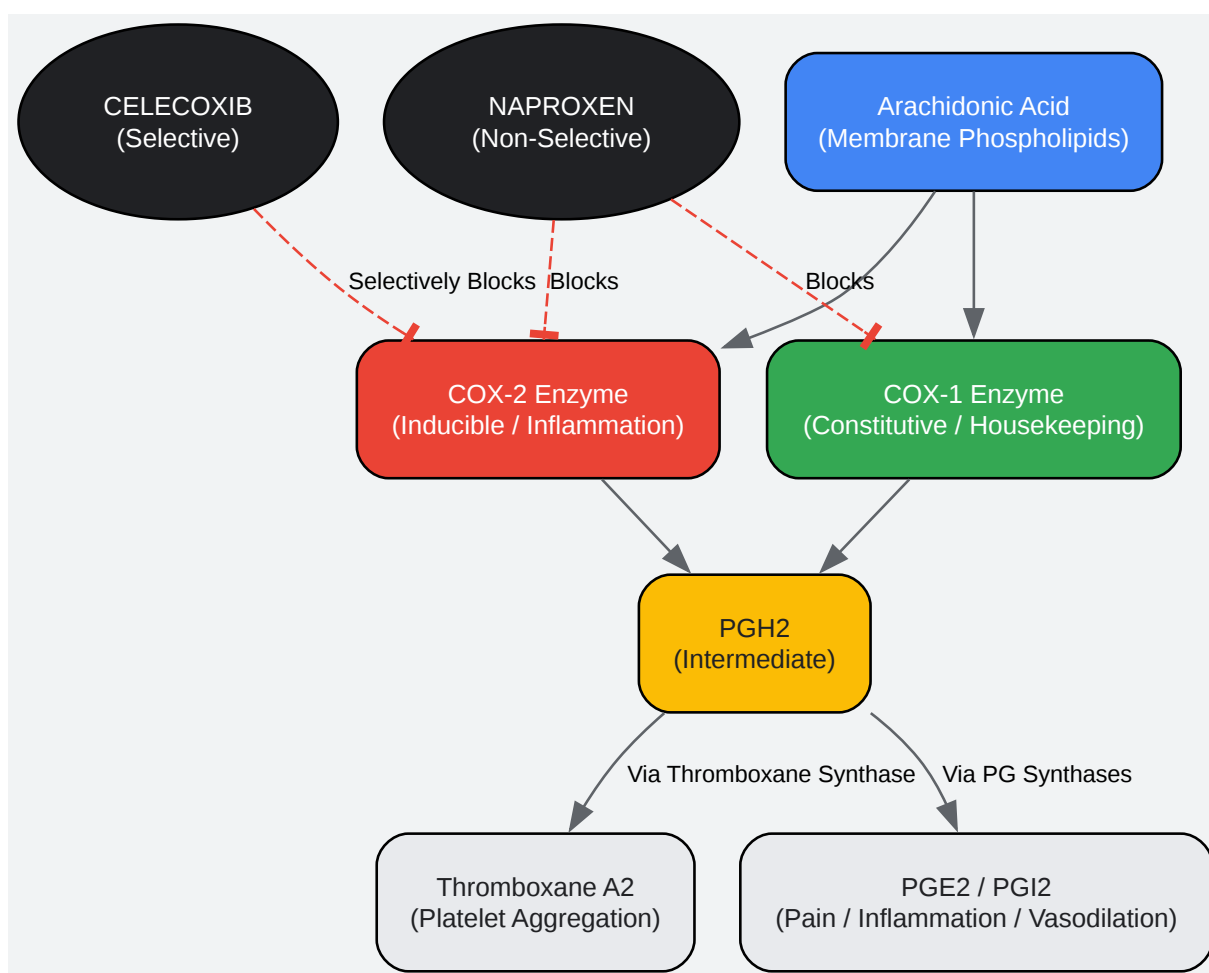 CELECOXIB
(Selective)
NAPROXEN
(Non-Selective)
Arachidonic Acid
(Membrane Phospholipids)
Selectively Blocks
Blocks
Blocks
COX-2 Enzyme
(Inducible / Inflammation)
COX-1 Enzyme
(Constitutive / Housekeeping)
PGH2
(Intermediate)
Via Thromboxane Synthase
Via PG Synthases
Thromboxane A2
(Platelet Aggregation)
PGE2 / PGI2
(Pain / Inflammation / Vasodilation)